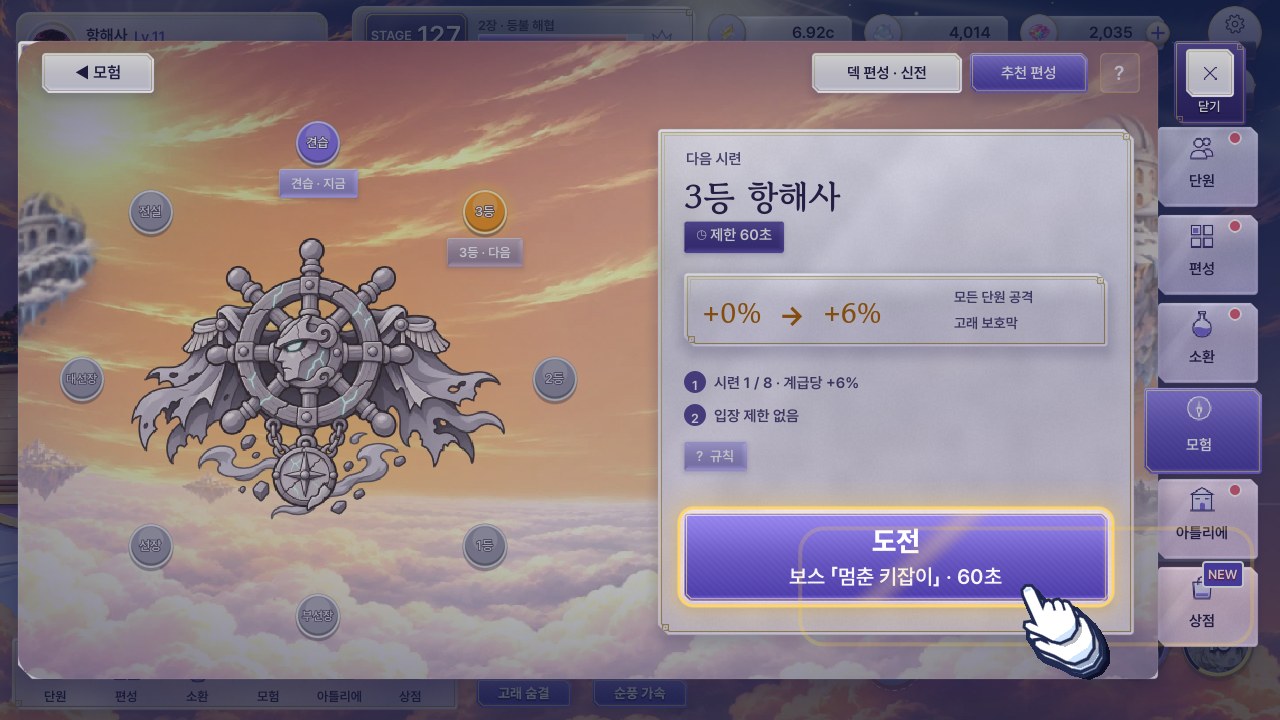 항해사 Lv.11
STAGE 127
2장 · 등불 해협
6.92c
4,014
2,035
◀ 모험
덱 편성 · 신전
추천 편성
?
닫기
견습
견습 · 지금
전설
3등
3등 · 다음
대선장
2등
선장
1등
부선장
다음 시련
3등 항해사
제한 60초
+0% → +6%
모든 단원 공격
고래 보호막
1 시련 1 / 8 · 계급당 +6%
2 입장 제한 없음
? 규칙
도전
보스 「멈춘 키잡이」 · 60초
단원
편성
소환
모험
아틀리에
NEW
상점
단원
편성
소환
모험
아틀리에
상점
고래 숨결
순풍 가속